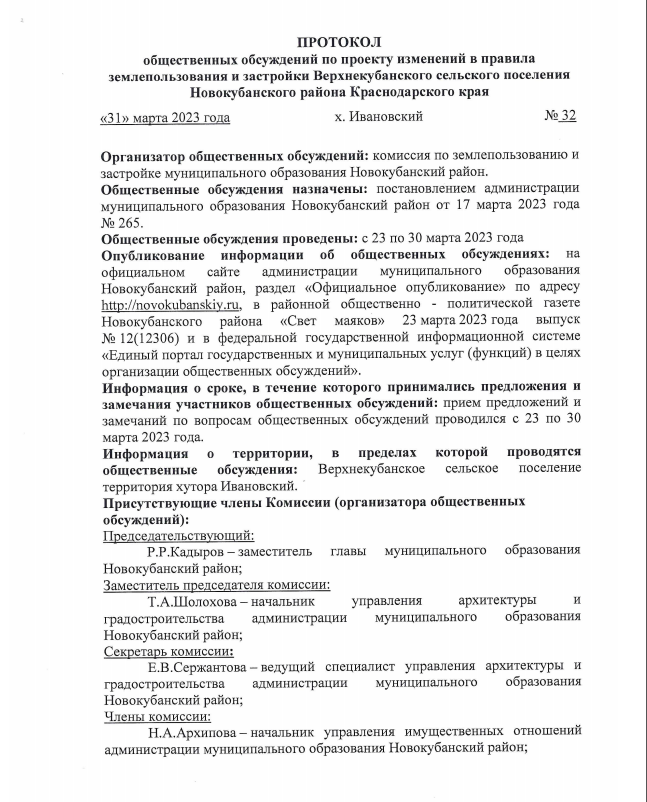 ПРОТОКОЛ
общественных обсуждений по проекту изменений в правила
землепользования и застройки Верхнекубанского сельского поселения
Новокубанского района Краснодарского края
«31» марта 2023 года х. Ивановский № 32
Организатор общественных обсуждений: комиссия по землепользованию и
застройке муниципального образования Новокубанский район.
Общественные обсуждения назначены: постановлением администрации
муниципального образования Новокубанский район от 17 марта 2023 года
№ 265.
Общественные обсуждения проведены: с 23 по 30 марта 2023 года
Опубликование информации об общественных обсуждениях: на
официальном сайте администрации муниципального образования
Новокубанский район, раздел «Официальное опубликование» по адресу
http://novokubanskiy.ru, в районной общественно - политической газете
Новокубанского района «Свет маяков» 23 марта 2023 года выпуск
№ 12(12306) и в федеральной государственной информационной системе
«Единый портал государственных и муниципальных услуг (функций) в целях
организации общественных обсуждений».
Информация о сроке, в течение которого принимались предложения и
замечания участников общественных обсуждений: прием предложений и
замечаний по вопросам общественных обсуждений проводился с 23 по 30
марта 2023 года.
Информация о территории, в пределах которой проводятся
общественные обсуждения: Верхнекубанское сельское поселение
территория хутора Ивановский.
Присутствующие члены Комиссии (организатора общественных
обсуждений):
Председательствующий:
Р.Р.Кадыров – заместитель главы муниципального образования
Новокубанский район;
Заместитель председателя комиссии:
Т.А.Шолохова – начальник управления архитектуры и
градостроительства администрации муниципального образования
Новокубанский район;
Секретарь комиссии:
Е.В.Сержантова – ведущий специалист управления архитектуры и
градостроительства администрации муниципального образования
Новокубанский район;
Члены комиссии:
Н.А.Архипова – начальник управления имущественных отношений
администрации муниципального образования Новокубанский район;